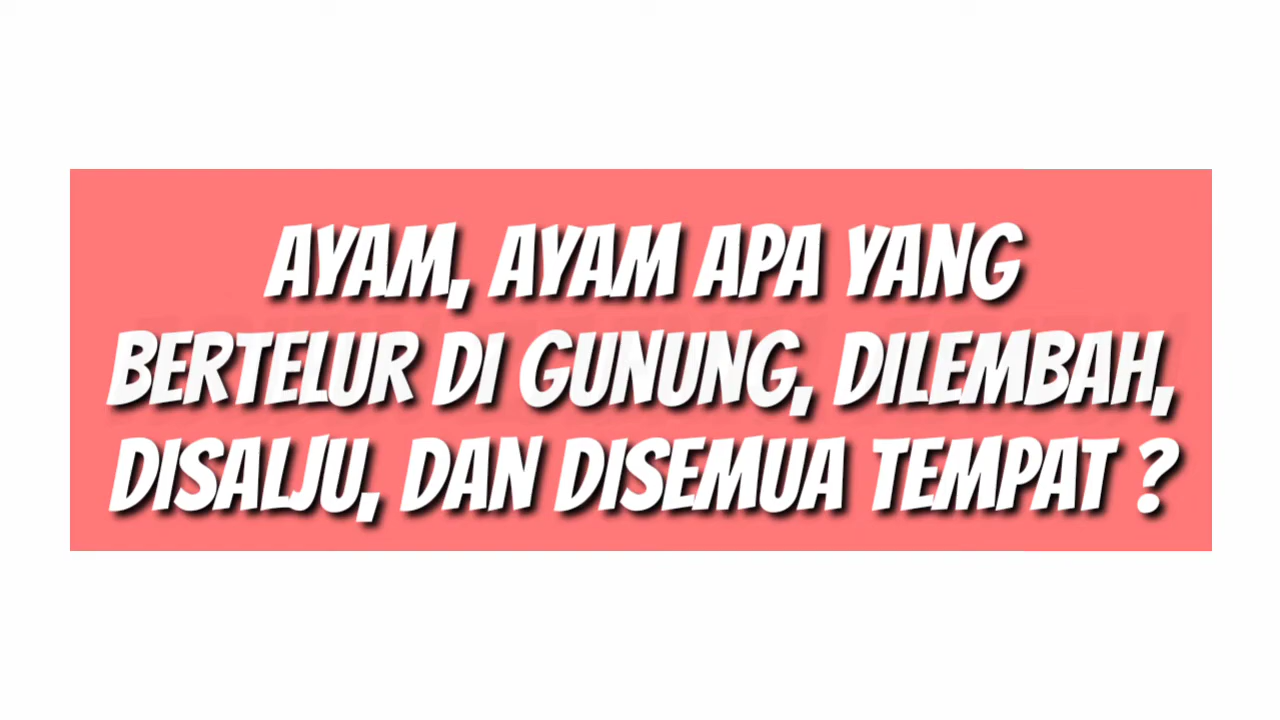 AYAM, AYAM APA YANG
BERTELUR DI GUNUNG, DILEMBAH,
DISALJU, DAN DISEMUA TEMPAT ?